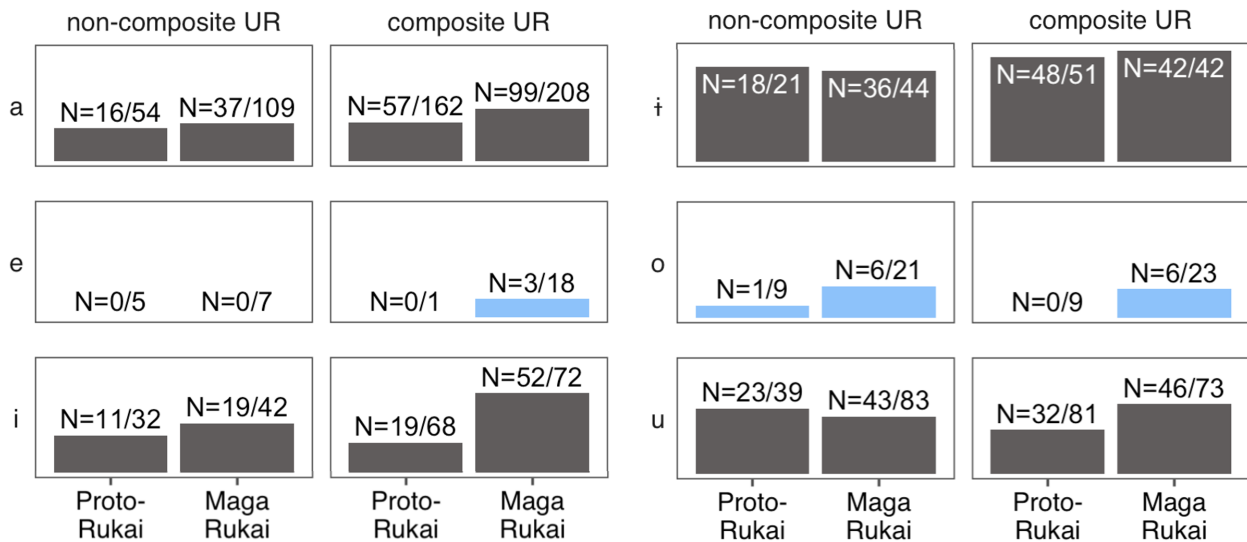 non-composite UR composite UR non-composite UR composite UR
a N=16/54 N=37/109 N=57/162 N=99/208 ɨ N=18/21 N=36/44 N=48/51 N=42/42
e N=0/5 N=0/7 N=0/1 N=3/18 o N=1/9 N=6/21 N=0/9 N=6/23
i N=11/32 N=19/42 N=19/68 N=52/72 u N=23/39 N=43/83 N=32/81 N=46/73
Proto- Maga Proto- Maga Proto- Maga Proto- Maga
Rukai Rukai Rukai Rukai Rukai Rukai Rukai Rukai